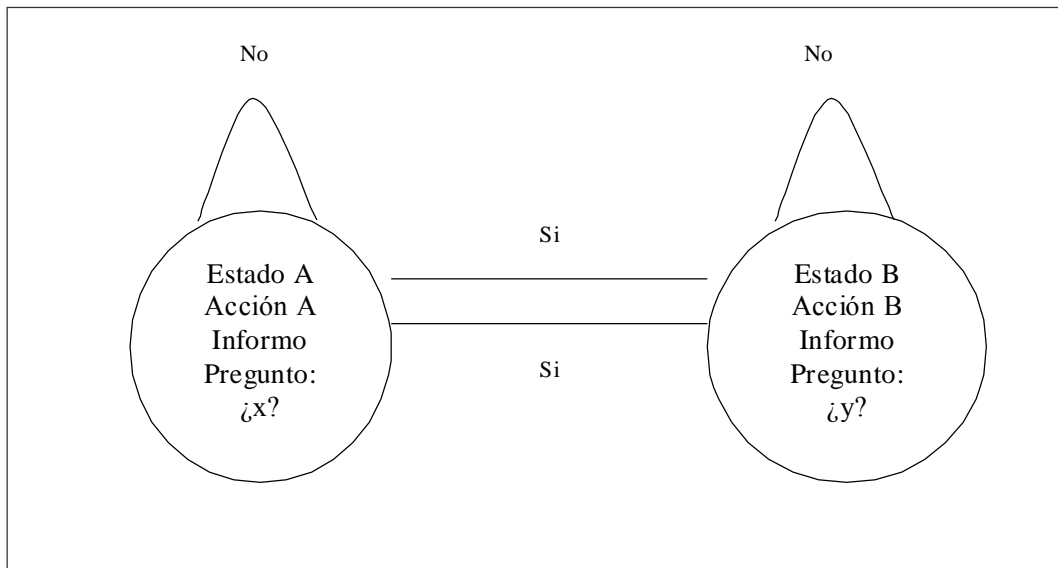 No
No
Si
Estado A
Acción A
Informo
Pregunto:
¿x?
Estado B
Acción B
Informo
Pregunto:
¿y?
Si